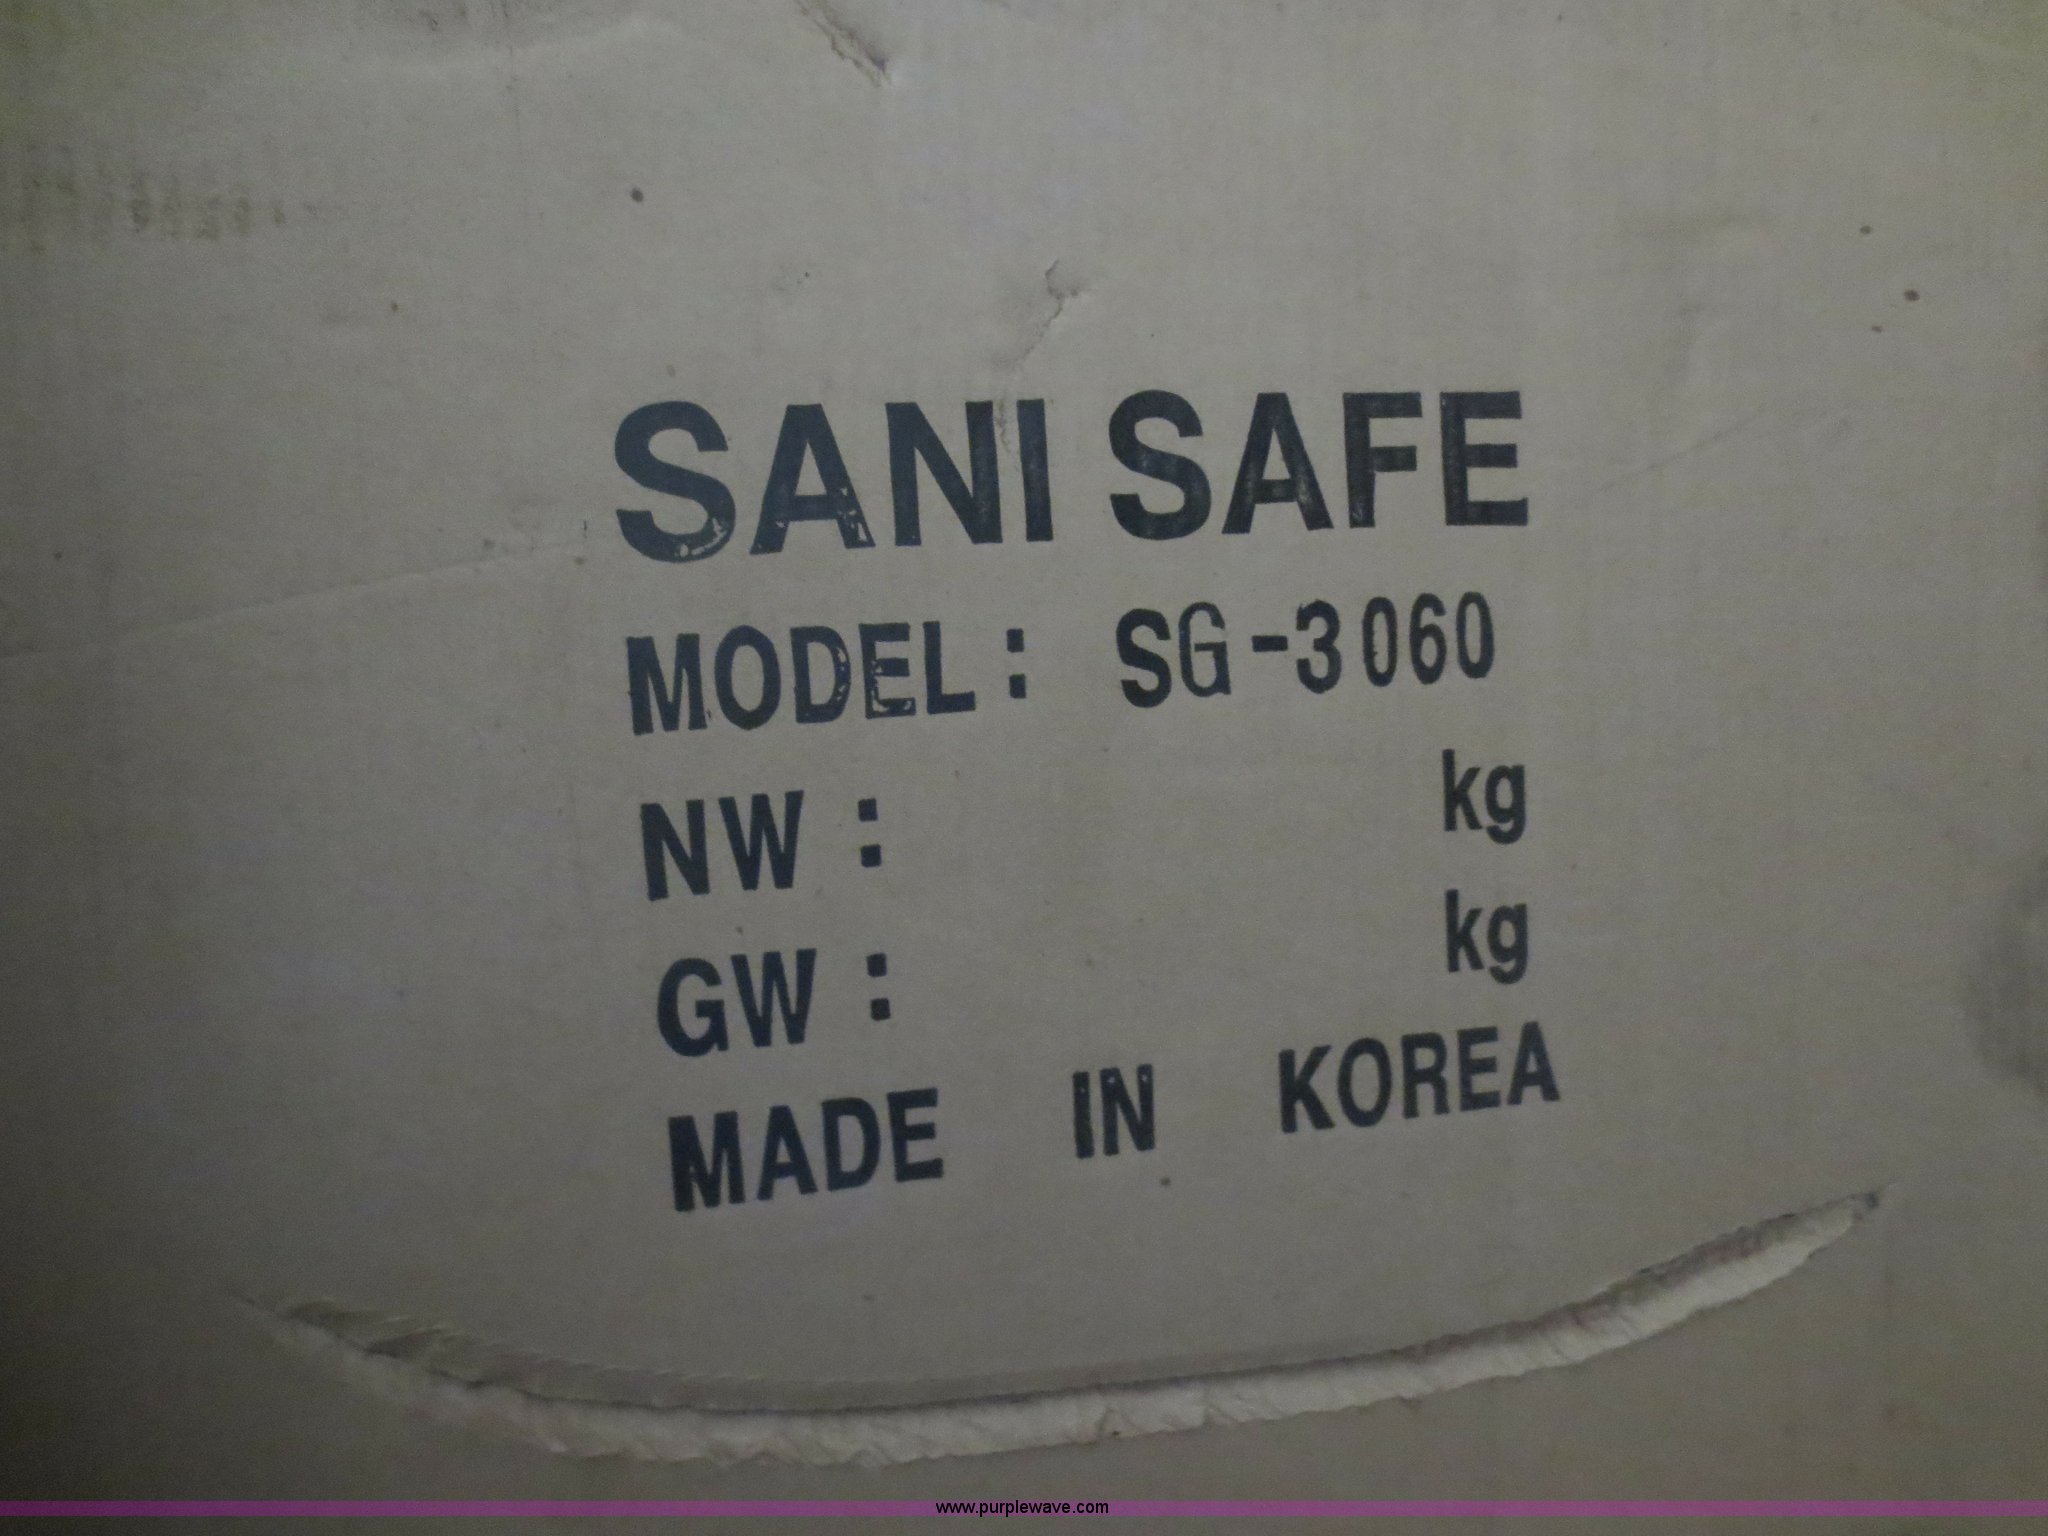 SANI SAFE
MODEL: SG-3060
NW: kg
GW: kg
MADE IN KOREA
www.purplewave.com